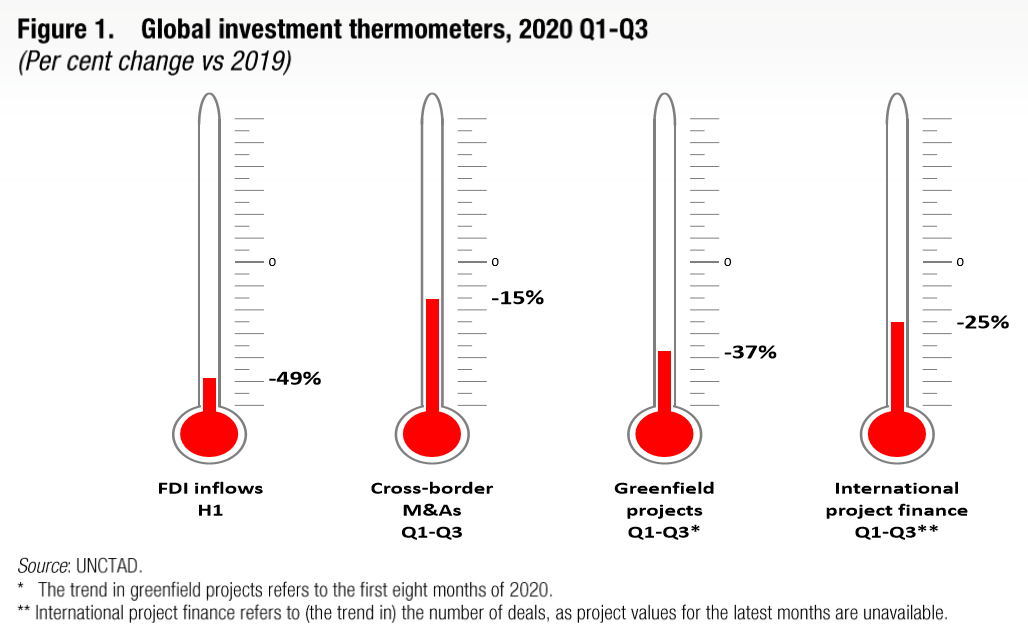 Figure 1. Global investment thermometers, 2020 Q1-Q3
(Per cent change vs 2019)
0
-49%
FDI inflows
H1
0
-15%
Cross-border
M&As
Q1-Q3
0
-37%
Greenfield
projects
Q1-Q3*
0
-25%
International
project finance
Q1-Q3**
Source: UNCTAD.
* The trend in greenfield projects refers to the first eight months of 2020.
** International project finance refers to (the trend in) the number of deals, as project values for the latest months are unavailable.